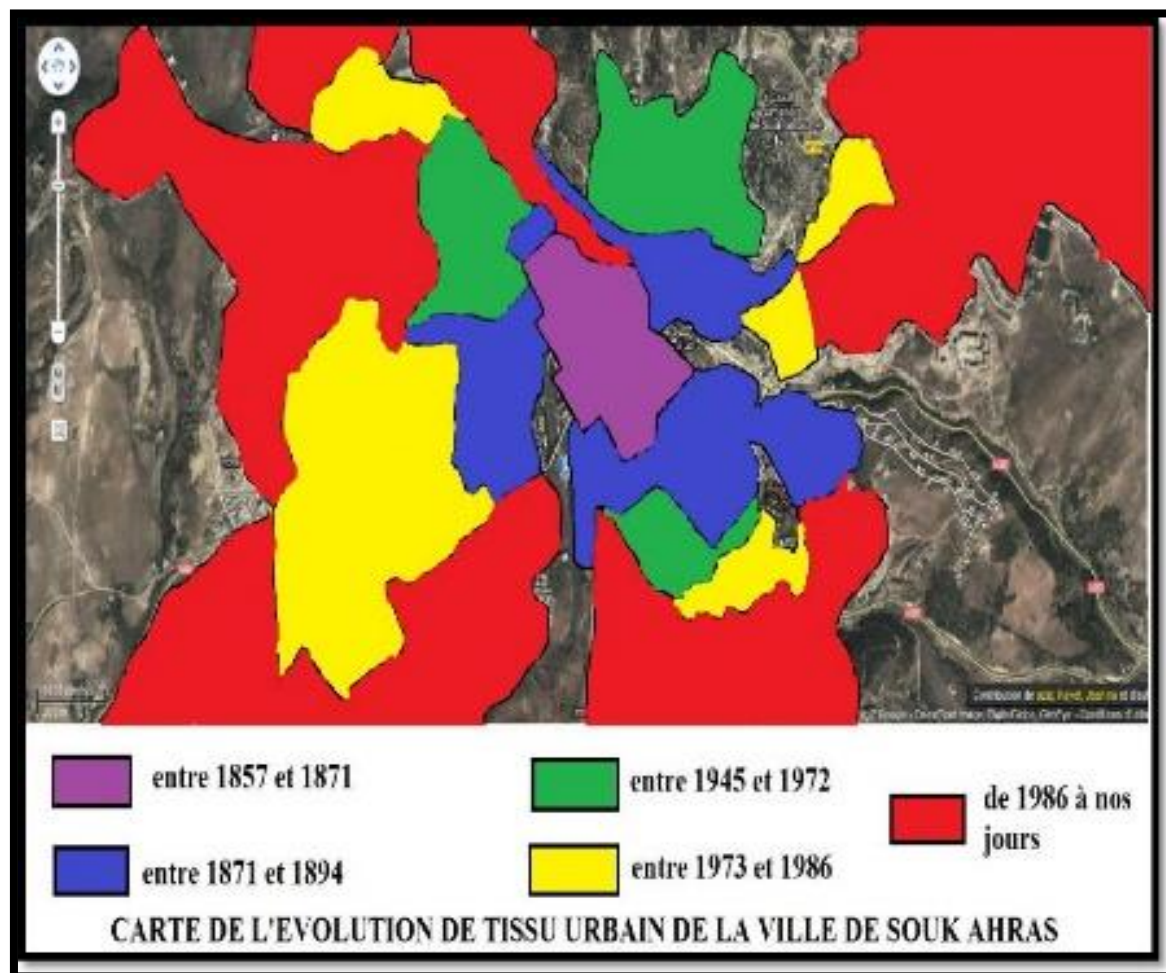 entre 1857 et 1871
entre 1945 et 1972
de 1986 à nos
jours
entre 1871 et 1894
entre 1973 et 1986
CARTE DE L'EVOLUTION DE TISSU URBAIN DE LA VILLE DE SOUK AHRAS